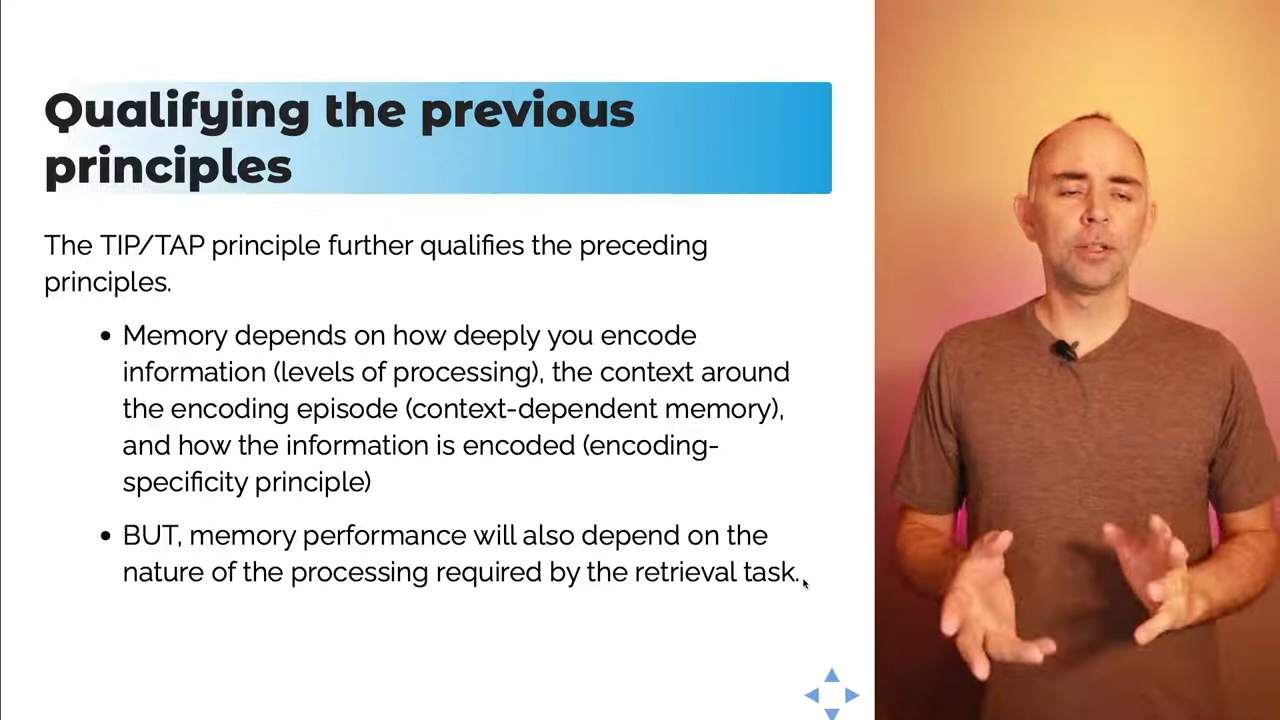 Qualifying the previous
principles
The TIP/TAP principle further qualifies the preceding
principles.
• Memory depends on how deeply you encode
information (levels of processing), the context around
the encoding episode (context-dependent memory),
and how the information is encoded (encoding-
specificity principle)
• BUT, memory performance will also depend on the
nature of the processing required by the retrieval task.